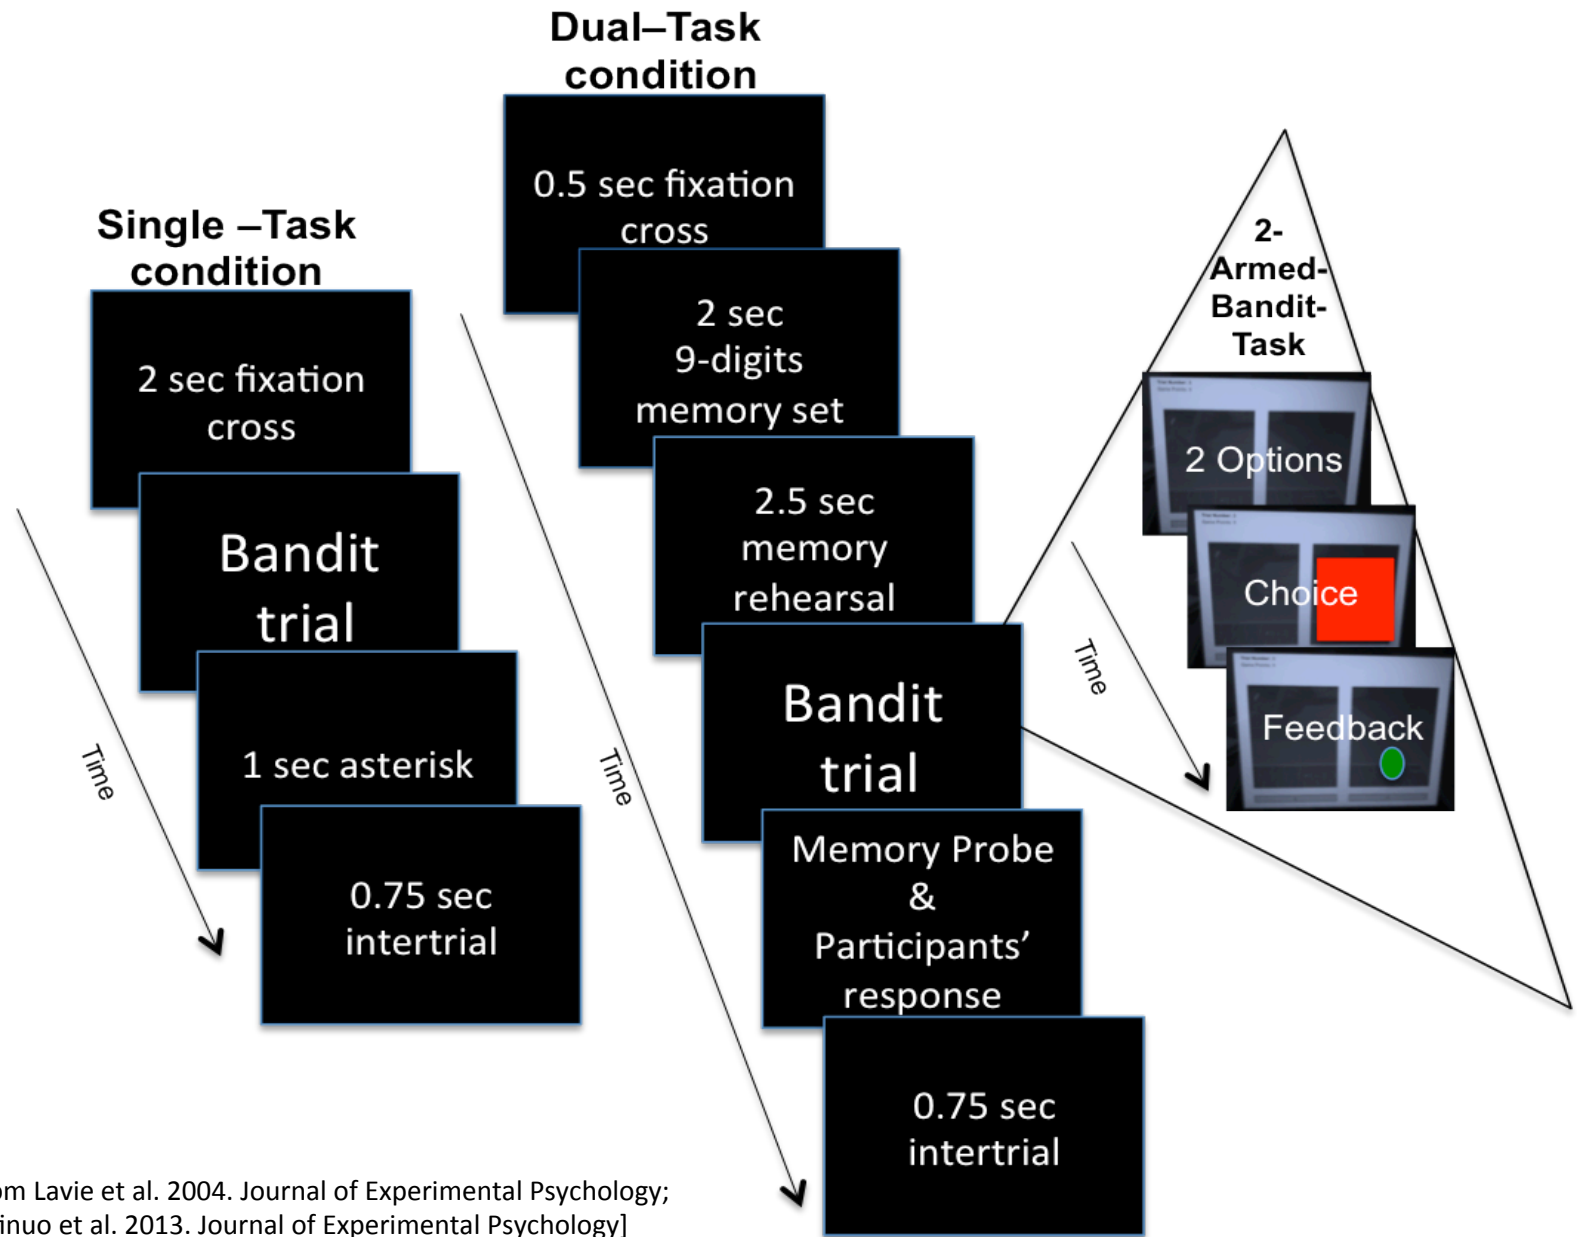 Dual–Task
condition
0.5 sec fixation
cross
2 sec
9-digits
memory set
2.5 sec
memory
rehearsal
Bandit
trial
Memory Probe
&
Participants’
response
0.75 sec
intertrial
Time
Single –Task
condition
2 sec fixation
cross
Bandit
trial
1 sec asterisk
0.75 sec
intertrial
Time
2-
Armed-
Bandit-
Task
2 Options
Choice
Feedback
Time
om Lavie et al. 2004. Journal of Experimental Psychology;
inuo et al. 2013. Journal of Experimental Psychology]